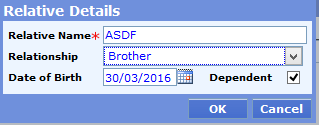 Relative Details
Relative Name* ASDF
Relationship Brother
Date of Birth 30/03/2016 Dependent
OK Cancel